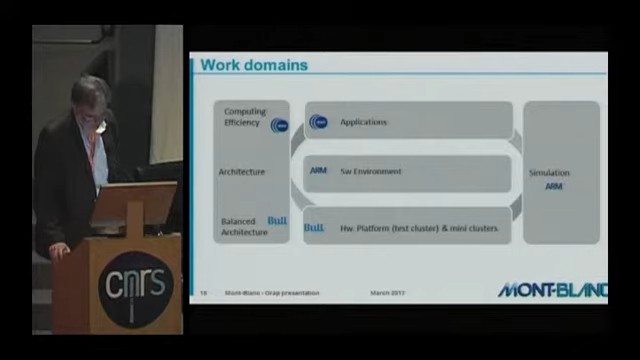 Work domains
Computing
Efficiency
Applications
Architecture
ARM
Sw Environment
Simulation
ARM
Balanced
Architecture
Bull
Bull
Hw. Platform (test cluster) & mini clusters
Mont-Blanc - Orap presentation
March 2017
MONT-BLANC
cnrs